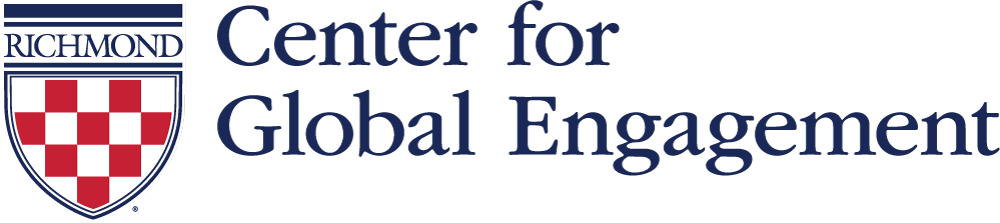 RICHMOND
Center for
Global Engagement
®